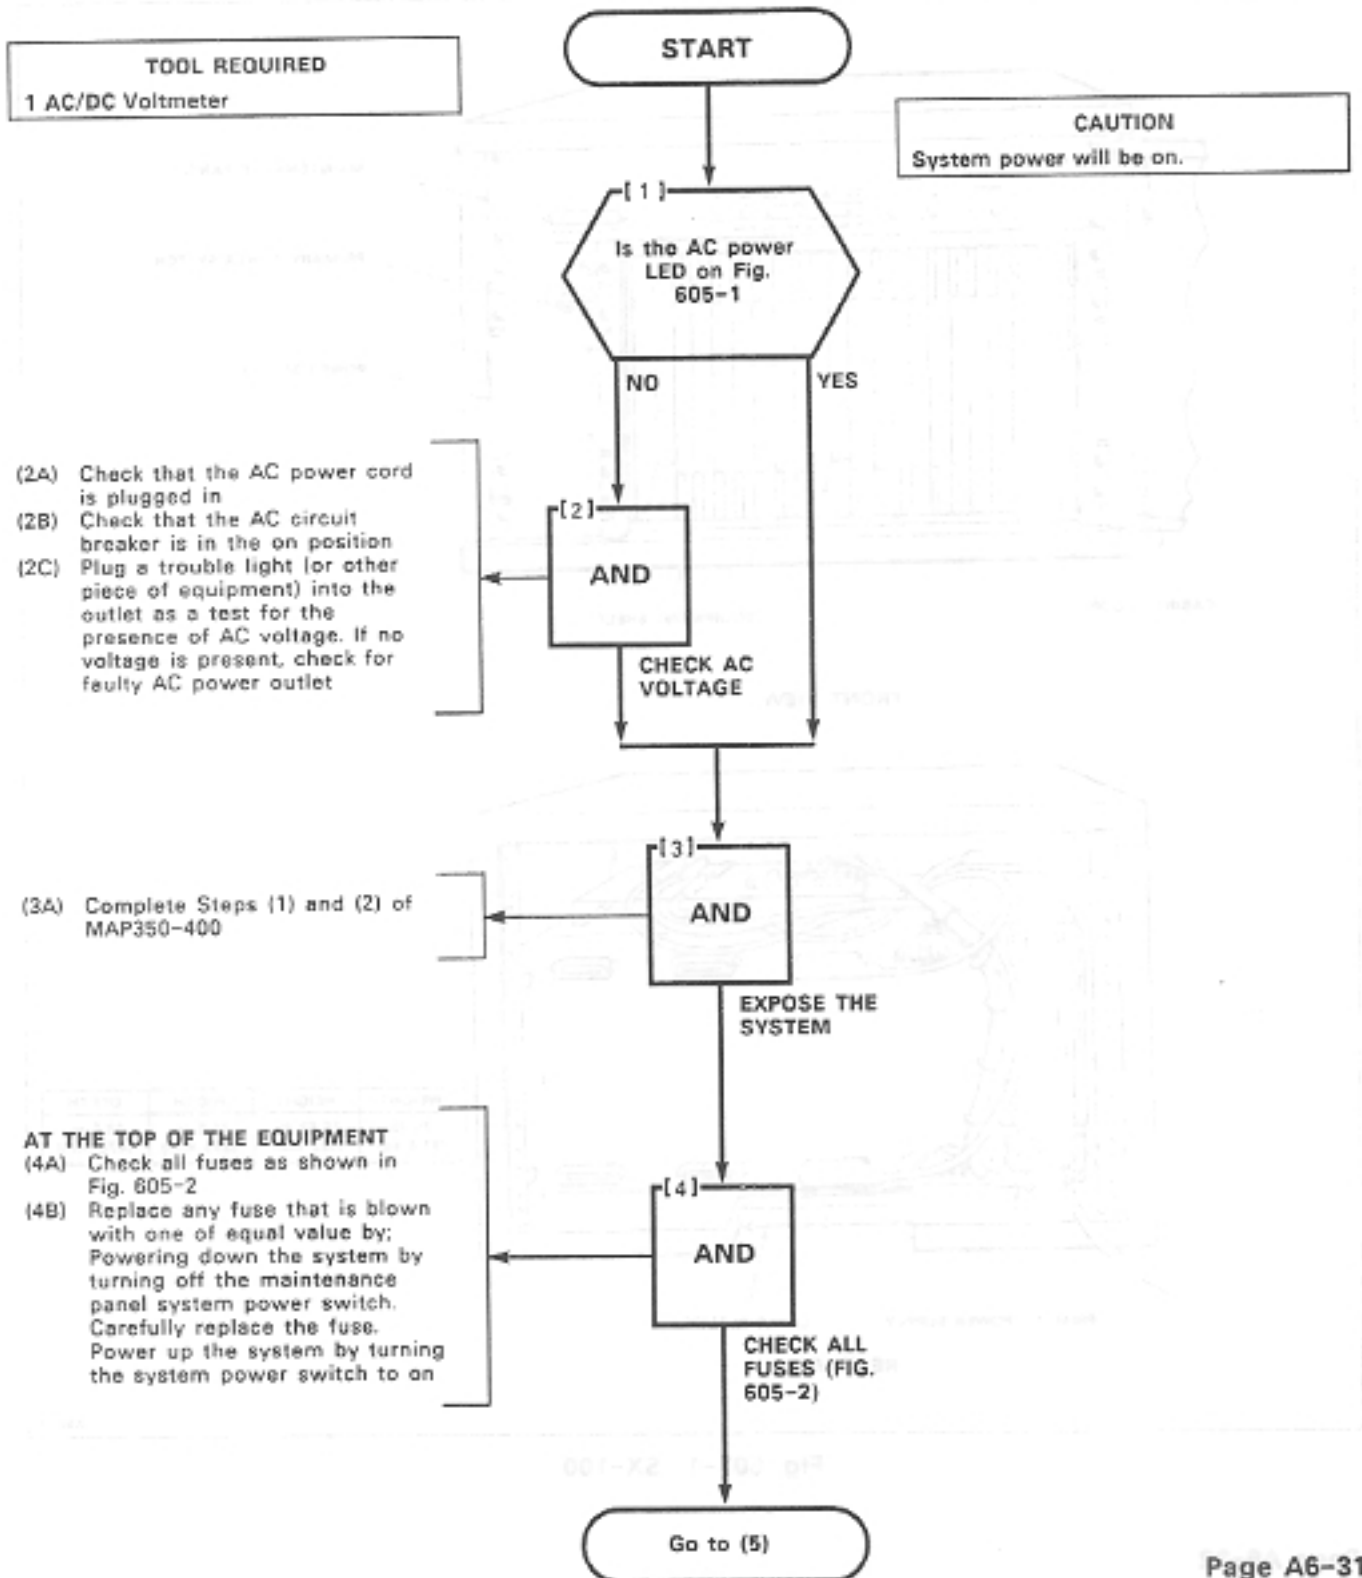 START
TOOL REQUIRED
1 AC/DC Voltmeter
CAUTION
System power will be on.
[1]
Is the AC power
LED on Fig.
605-1
NO
YES
(2A) Check that the AC power cord
is plugged in
(2B) Check that the AC circuit
breaker is in the on position
(2C) Plug a trouble light (or other
piece of equipment) into the
outlet as a test for the
presence of AC voltage. If no
voltage is present, check for
faulty AC power outlet
[2]
AND
CHECK AC
VOLTAGE
(3A) Complete Steps (1) and (2) of
MAP350-400
[3]
AND
EXPOSE THE
SYSTEM
AT THE TOP OF THE EQUIPMENT
(4A) Check all fuses as shown in
Fig. 605-2
(4B) Replace any fuse that is blown
with one of equal value by;
Powering down the system by
turning off the maintenance
panel system power switch.
Carefully replace the fuse.
Power up the system by turning
the system power switch to on
[4]
AND
CHECK ALL
FUSES (FIG.
605-2)
Go to (5)
Page A6-31